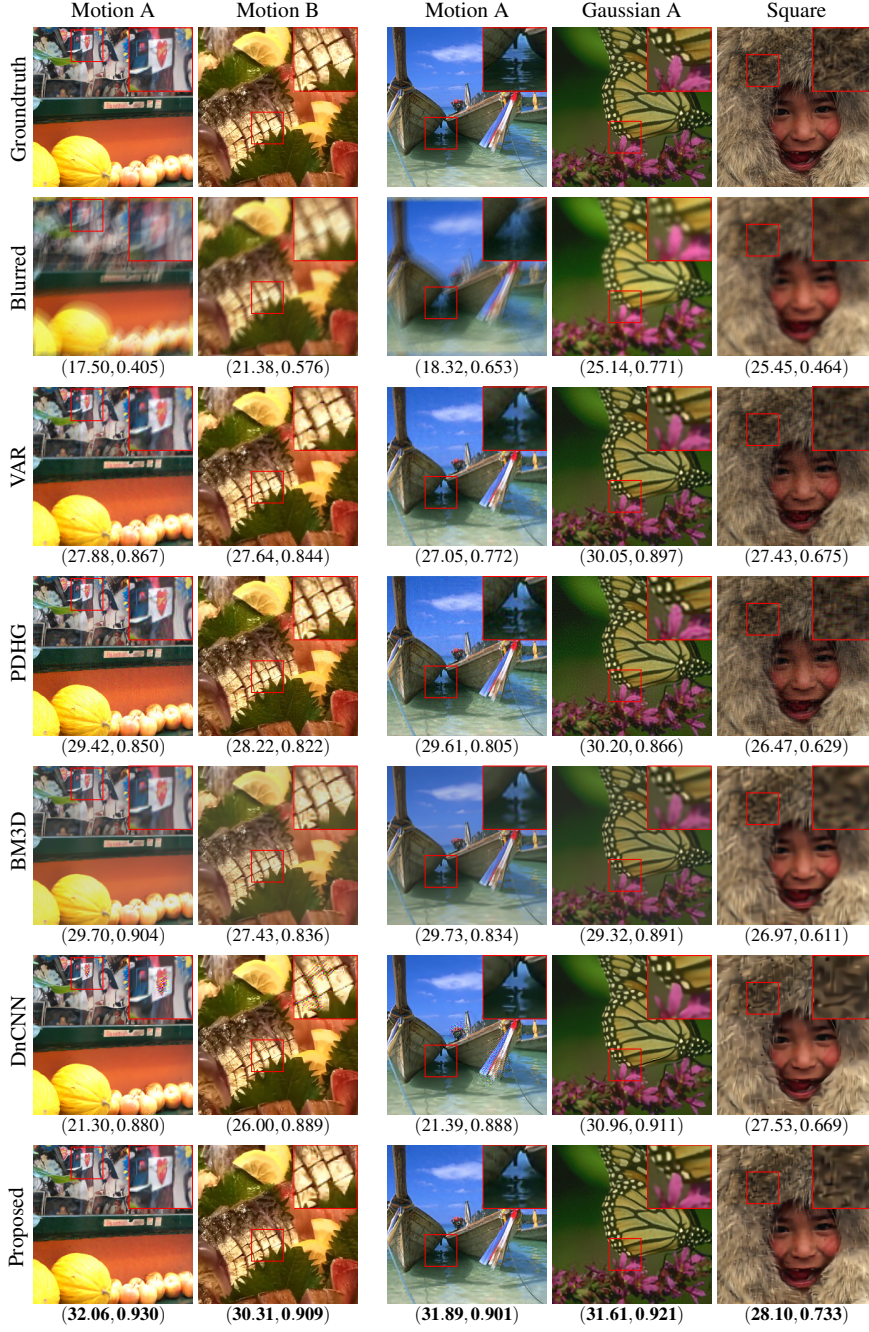 Motion A Motion B Motion A Gaussian A Square
Groundtruth
Blurred
(17.50, 0.405) (21.38, 0.576) (18.32, 0.653) (25.14, 0.771) (25.45, 0.464)
VAR
(27.88, 0.867) (27.64, 0.844) (27.05, 0.772) (30.05, 0.897) (27.43, 0.675)
PDHG
(29.42, 0.850) (28.22, 0.822) (29.61, 0.805) (30.20, 0.866) (26.47, 0.629)
BM3D
(29.70, 0.904) (27.43, 0.836) (29.73, 0.834) (29.32, 0.891) (26.97, 0.611)
DnCNN
(21.30, 0.880) (26.00, 0.889) (21.39, 0.888) (30.96, 0.911) (27.53, 0.669)
Proposed
(32.06, 0.930) (30.31, 0.909) (31.89, 0.901) (31.61, 0.921) (28.10, 0.733)